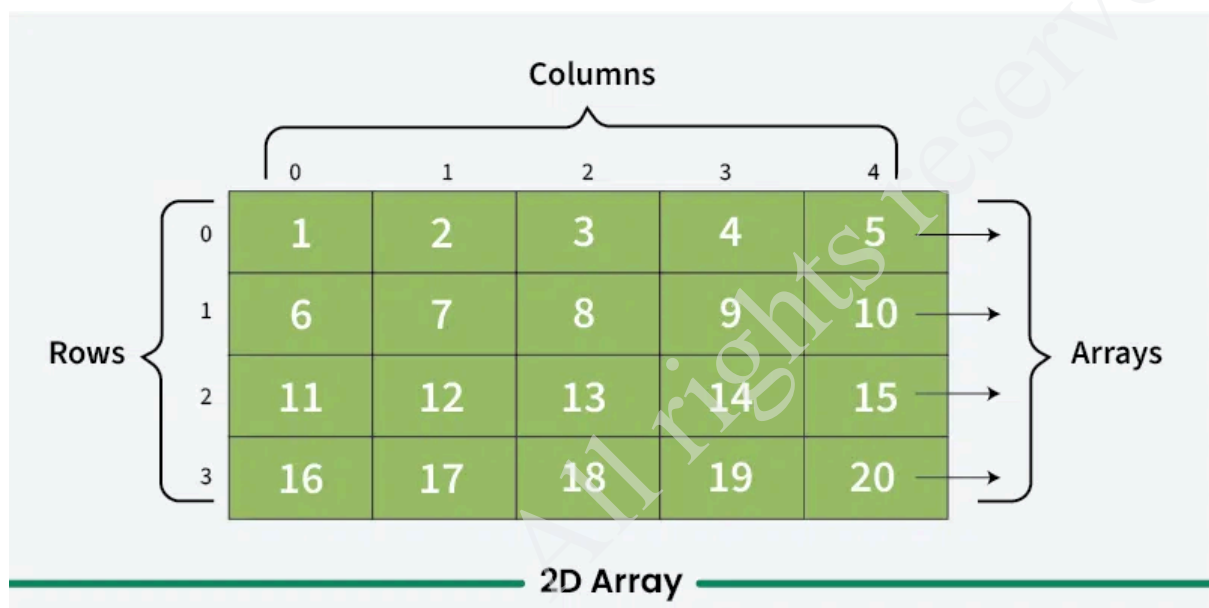 Columns
0 1 2 3 4
0 1 2 3 4 5
1 6 7 8 9 10
Rows Arrays
2 11 12 13 14 15
3 16 17 18 19 20
2D Array
All rights reserv